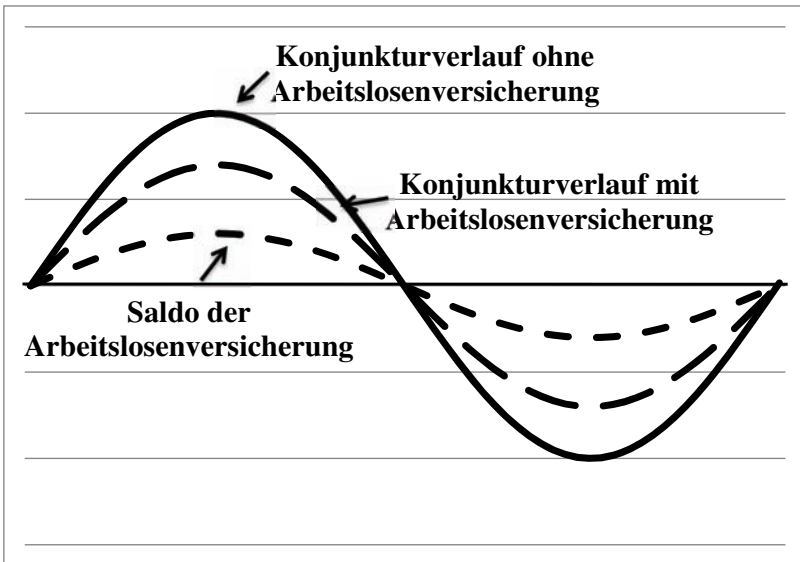 Konjunkturverlauf ohne
Arbeitslosenversicherung
Konjunkturverlauf mit
Arbeitslosenversicherung
Saldo der
Arbeitslosenversicherung